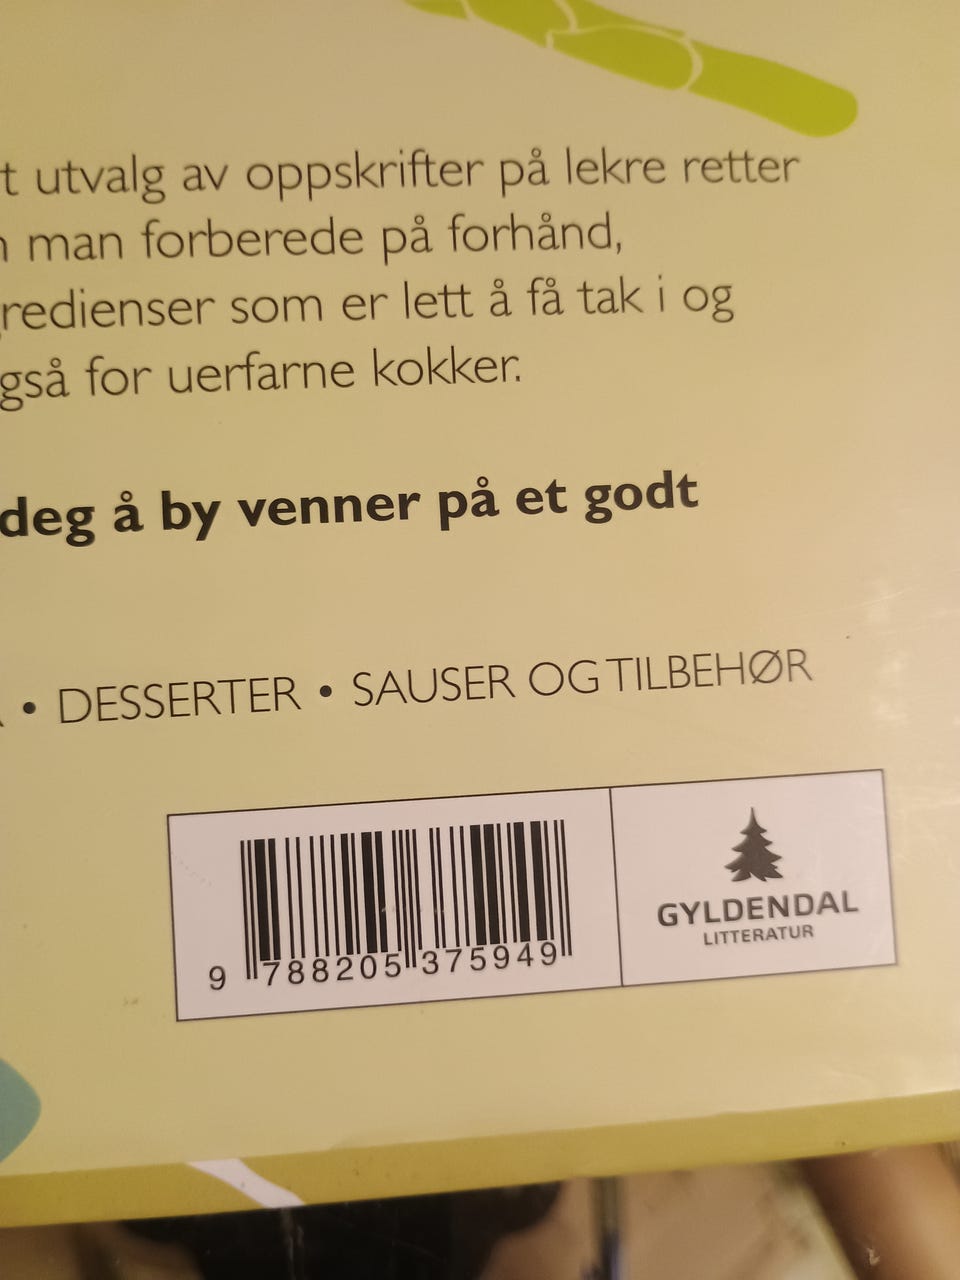 t utvalg av oppskrifter på lekre retter
man forberede på forhånd,
redienser som er lett å få tak i og
gså for uerfarne kokker.
deg å by venner på et godt
• DESSERTER • SAUSER OG TILBEHØR
9 788205 375949
GYLDENDAL
LITTERATUR